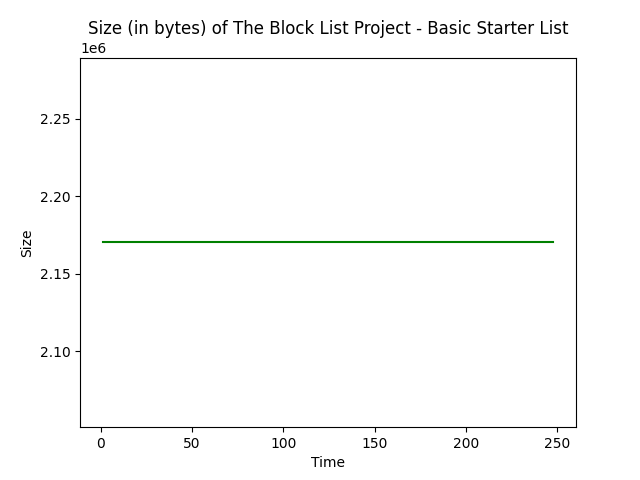 Size (in bytes) of The Block List Project - Basic Starter List
1e6
2.25
2.20
2.15
2.10
Size
0 50 100 150 200 250
Time